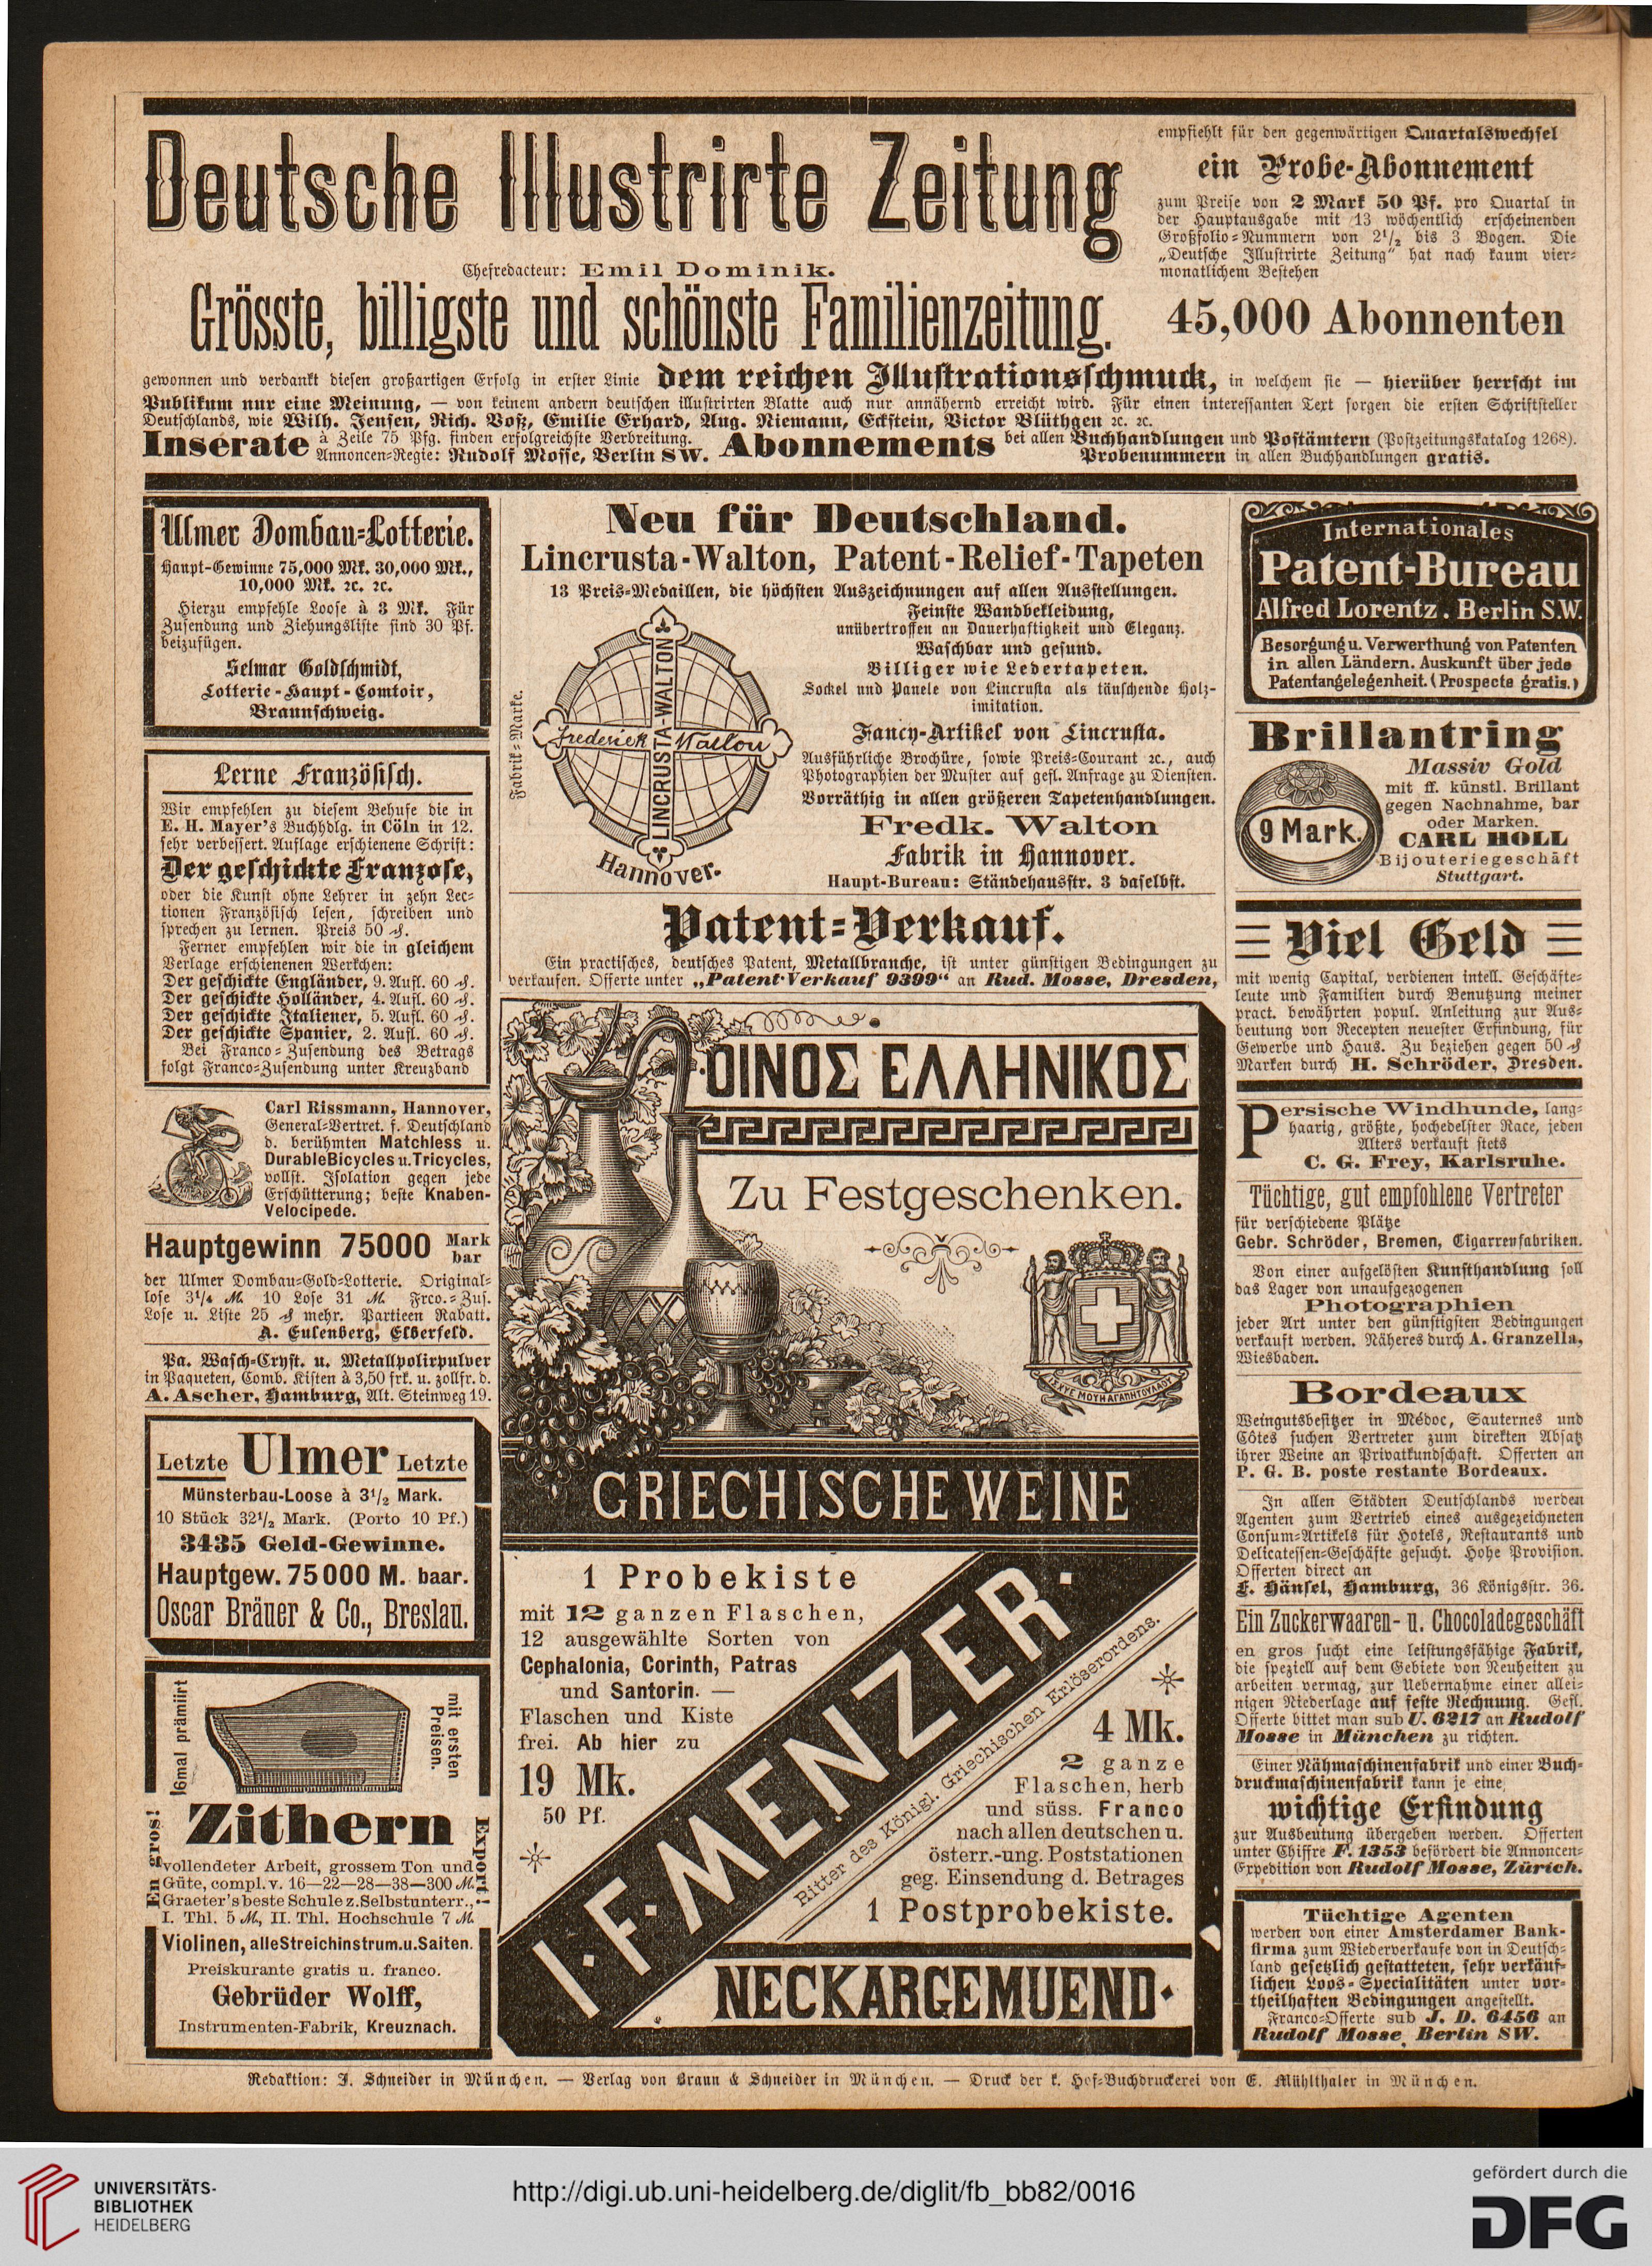 Deutsche Illustrirte Zeitung
Chefredacteur: Emil Dominik.
Grösste, billigste und schönste Familienzeitung.
empfiehlt für den gegenwärtigen Quartalswechsel
ein Probe-Abonnement
zum Preise von 2 Mark 50 Pf. pro Quartal in
der Hauptausgabe mit 13 wöchentlich erscheinenden
Großfolio-Nummern von 2½ bis 3 Bogen. Die
„Deutsche Illustrirte Zeitung“ hat nach kaum vier-
monatlichem Bestehen
45,000 Abonnenten
gewonnen und verdankt diesen großartigen Erfolg in erster Linie dem reichen Illustrationsschmuck, in welchem sie — hierüber herrscht im
Publikum nur eine Meinung, — von keinem andern deutschen illustrirten Blatte auch nur annähernd erreicht wird. Für einen interessanten Text sorgen die ersten Schriftsteller
Deutschlands, wie Wilh. Jensen, Rich. Voß, Emilie Erhard, Aug. Niemann, Eckstein, Victor Blüthgen ꝛc. ꝛc.
Inserate à Zeile 75 Pfg. finden erfolgreichste Verbreitung.
Annoncen-Regie: Rudolf Mosse, Berlin SW.
Abonnements bei allen Buchhandlungen und Postämtern (Postzeitungskatalog 1268).
Probenummern in allen Buchhandlungen gratis.
Ulmer Dombau-Lotterie.
Haupt-Gewinne 75,000 Mk. 30,000 Mk.,
10,000 Mk. ꝛc. ꝛc.
Hierzu empfehle Loose à 3 Mk. Für
Zusendung und Ziehungsliste sind 30 Pf.
beizufügen.
Selmar Goldschmidt,
Lotterie-Haupt-Comtoir,
Braunschweig.
Lerne Französisch.
Wir empfehlen zu diesem Behufe die in
E. H. Mayer's Buchhdlg. in Cöln in 12.
sehr verbessert. Auflage erschienene Schrift:
Der geschickte Franzose,
oder die Kunst ohne Lehrer in zehn Lec-
tionen Französisch lesen, schreiben und
sprechen zu lernen. Preis 50 ₰.
Ferner empfehlen wir die in gleichem
Verlage erschienenen Werkchen:
Der geschickte Engländer, 9. Aufl. 60 ₰.
Der geschickte Holländer, 4. Aufl. 60 ₰.
Der geschickte Italiener, 5. Aufl. 60 ₰.
Der geschickte Spanier, 2. Aufl. 60 ₰.
Bei Franco-Zusendung des Betrags
folgt Franco-Zusendung unter Kreuzband
Carl Rissmann, Hannover,
General-Vertret. f. Deutschland
d. berühmten Matchless u.
Durable Bicycles u. Tricycles,
vollst. Isolation gegen jede
Erschütterung; beste Knaben-
Velocipede.
Hauptgewinn 75000 Mark bar
der Ulmer Dombau-Gold-Lotterie. Original-
lose 3¼ M. 10 Lose 31 M. Frco.-Zus.
Lose u. Liste 25 ₰ mehr. Partieen Rabatt.
A. Eulenberg, Elberfeld.
Pa. Wasch-Cryst. u. Metallpolirpulver
in Paqueten, Comb. Kisten à 3,50 frk. u. zollfr. d.
A. Ascher, Hamburg, Alt. Steinweg 19.
Letzte Ulmer Letzte
Münsterbau-Loose à 3½ Mark.
10 Stück 32½ Mark. (Porto 10 Pf.)
3435 Geld-Gewinne.
Hauptgew. 75000 M. baar.
Oscar Bräuer & Co., Breslau.
16mal prämiirt
mit ersten
Preisen.
Zithern
En gros!
Export!
vollendeter Arbeit, grossem Ton und
Güte, compl. v. 16—22—28—38—300 M.
Graeter's beste Schule z. Selbstunterr.,
I. Thl. 5 M, II. Thl. Hochschule 7 M.
Violinen, alle Streichinstrum. u. Saiten.
Preiskurante gratis u. franco.
Gebrüder Wolff,
Instrumenten-Fabrik, Kreuznach.
Neu für Deutschland.
Lincrusta-Walton, Patent-Relief-Tapeten
13 Preis-Medaillen, die höchsten Auszeichnungen auf allen Ausstellungen.
Feinste Wandbekleidung,
unübertroffen an Dauerhaftigkeit und Eleganz.
Waschbar und gesund.
Billiger wie Ledertapeten.
Sockel und Panele von Lincrusta als täuschende Holz-
imitation.
Fancy-Artikel von Lincrusta.
Ausführliche Brochüre, sowie Preis-Courant ꝛc., auch
Photographien der Muster auf gefl. Anfrage zu Diensten.
Vorräthig in allen größeren Tapetenhandlungen.
Fredk. Walton
Fabrik in Hannover.
Haupt-Bureau: Ständehausstr. 3 daselbst.
Fabrik-Marke.
Frederick Walton
LINCRUSTA-WALTON
Hannover.
Patent-Verkauf.
Ein practisches, deutsches Patent, Metallbranche, ist unter günstigen Bedingungen zu
verkaufen. Offerte unter „Patent-Verkauf 9399“ an Rud. Mosse, Dresden,
ΟΙΝΟΣ ΕΛΛΗΝΙΚΟΣ
Zu Festgeschenken.
ΙΣΧΥΣ ΜΟΥ Η ΑΓΑΠΗ ΤΟΥ ΛΑΟΥ
GRIECHISCHE WEINE
1 Probekiste
mit 12 ganzen Flaschen,
12 ausgewählte Sorten von
Cephalonia, Corinth, Patras
und Santorin. —
Flaschen und Kiste
frei. Ab hier zu
19 Mk.
50 Pf.
I. F. MENZER.
Ritter des Königl. Griechischen Erlöserordens.
4 Mk.
2 ganze
Flaschen, herb
und süss. Franco
nach allen deutschen u.
österr.-ung. Poststationen
geg. Einsendung d. Betrages
1 Postprobekiste.
NECKARGEMUEND.
Internationales
Patent-Bureau
Alfred Lorentz. Berlin S.W.
Besorgung u. Verwerthung von Patenten
in allen Ländern. Auskunft über jede
Patentangelegenheit. (Prospecte gratis.)
Brillantring
Massiv Gold
mit ff. künstl. Brillant
gegen Nachnahme, bar
oder Marken.
9 Mark.
CARL HOLL
Bijouteriegeschäft
Stuttgart.
Viel Geld
mit wenig Capital, verdienen intell. Geschäfts-
leute und Familien durch Benutzung meiner
pract. bewährten popul. Anleitung zur Aus-
beutung von Recepten neuester Erfindung, für
Gewerbe und Haus. Zu beziehen gegen 50 ₰
Marken durch H. Schröder, Dresden.
Persische Windhunde, lang-
haarig, größte, hochedelster Race, jeden
Alters verkauft stets
C. G. Frey, Karlsruhe.
Tüchtige, gut empfohlene Vertreter
für verschiedene Plätze
Gebr. Schröder, Bremen, Cigarrenfabriken.
Von einer aufgelösten Kunsthandlung soll
das Lager von unaufgezogenen
Photographien
jeder Art unter den günstigsten Bedingungen
verkauft werden. Näheres durch A. Granzella,
Wiesbaden.
Bordeaux
Weingutsbesitzer in Médoc, Sauternes und
Côtes suchen Vertreter zum direkten Absatz
ihrer Weine an Privatkundschaft. Offerten an
P. G. B. poste restante Bordeaux.
In allen Städten Deutschlands werden
Agenten zum Vertrieb eines ausgezeichneten
Consum-Artikels für Hotels, Restaurants und
Delicatessen-Geschäfte gesucht. Hohe Provision.
Offerten direct an
F. Hänsel, Hamburg, 36 Königsstr. 36.
Ein Zuckerwaaren- u. Chocoladegeschäft
en gros sucht eine leistungsfähige Fabrik,
die speziell auf dem Gebiete von Neuheiten zu
arbeiten vermag, zur Uebernahme einer allei-
nigen Niederlage auf feste Rechnung. Gefl.
Offerte bittet man sub U. 6217 an Rudolf
Mosse in München zu richten.
Einer Nähmaschinenfabrik und einer Buch-
druckmaschinenfabrik kann je eine
wichtige Erfindung
zur Ausbeutung übergeben werden. Offerten
unter Chiffre F. 1353 befördert die Annoncen-
Expedition von Rudolf Mosse, Zürich.
Tüchtige Agenten
werden von einer Amsterdamer Bank-
firma zum Wiederverkaufe von in Deutsch-
land gesetzlich gestatteten, sehr verkäuf-
lichen Loos-Specialitäten unter vor-
theilhaften Bedingungen angestellt.
Franco-Offerte sub J. D. 6456 an
Rudolf Mosse, Berlin SW.
Redaktion: J. Schneider in München. — Verlag von Braun & Schneider in München. — Druck der k. Hof-Buchdruckerei von E. Mühlthaler in München.
UNIVERSITÄTS-
BIBLIOTHEK
HEIDELBERG
http://digi.ub.uni-heidelberg.de/diglit/fb_bb82/0016
gefördert durch die
DFG